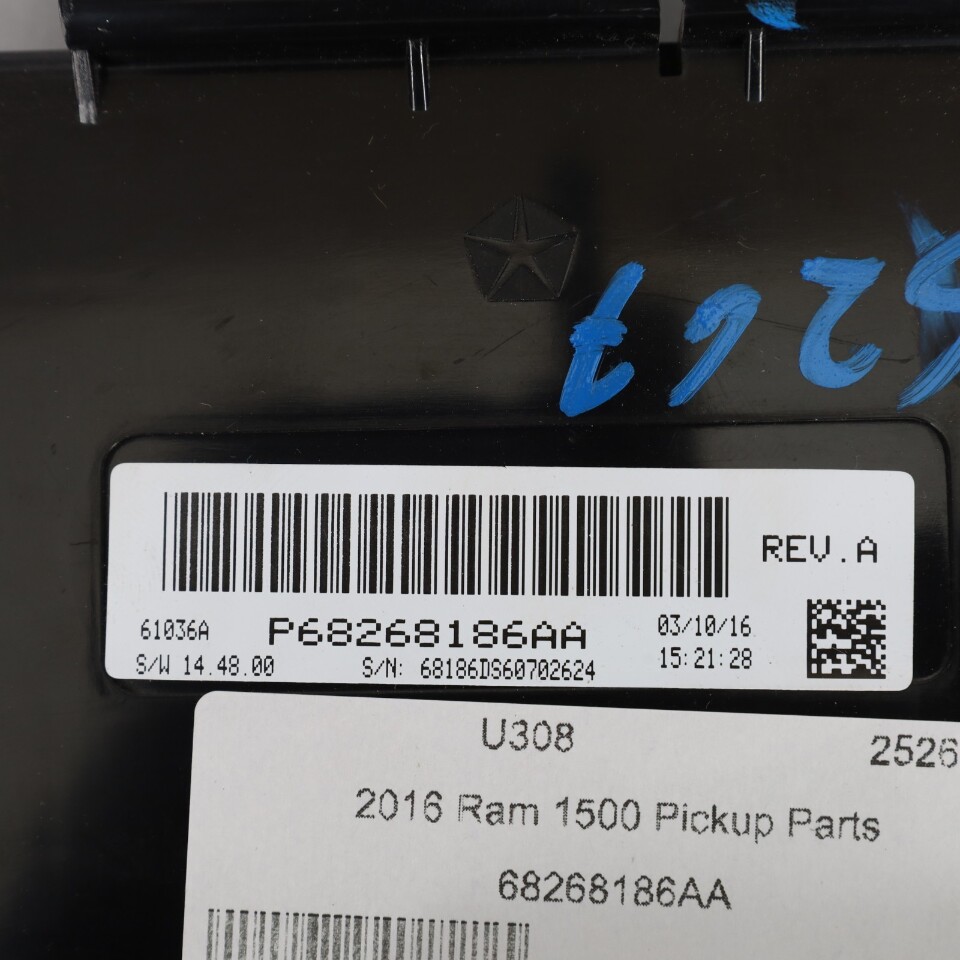 5267
REV.A
61036A P68268186AA 03/10/16
S/W 14.48.00 S/N: 68186DS60702624 15:21:28
U308 2526
2016 Ram 1500 Pickup Parts
68268186AA